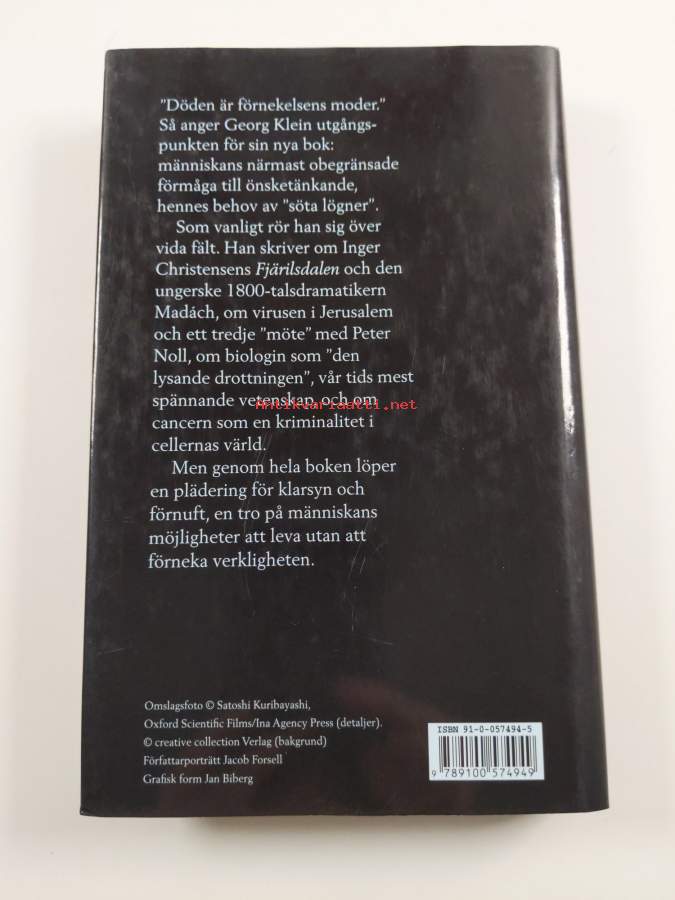 "Döden är förnekelsens moder."
Så anger Georg Klein utgångs-
punkten för sin nya bok:
människans närmast obegränsade
förmåga till önsketänkande,
hennes behov av "söta lögner".
Som vanligt rör han sig över
vida fält. Han skriver om Inger
Christensens Fjärilsdalen och den
ungerske 1800-talsdramatikern
Madách, om virusen i Jerusalem
och ett tredje "möte" med Peter
Noll, om biologin som "den
lysande drottningen", vår tids mest
spännande vetenskap och om
Antikvariaatti.net
cancern som en kriminalitet i
cellernas värld.
Men genom hela boken löper
en plädering för klarsyn och
förnuft, en tro på människans
möjligheter att leva utan att
förneka verkligheten.
Omslagsfoto © Satoshi Kuribayashi,
Oxford Scientific Films/Ina Agency Press (detaljer).
© creative collection Verlag (bakgrund)
Författarporträtt Jacob Forsell
Grafisk form Jan Biberg
ISBN 91-0-057494-5
9 789100 574949